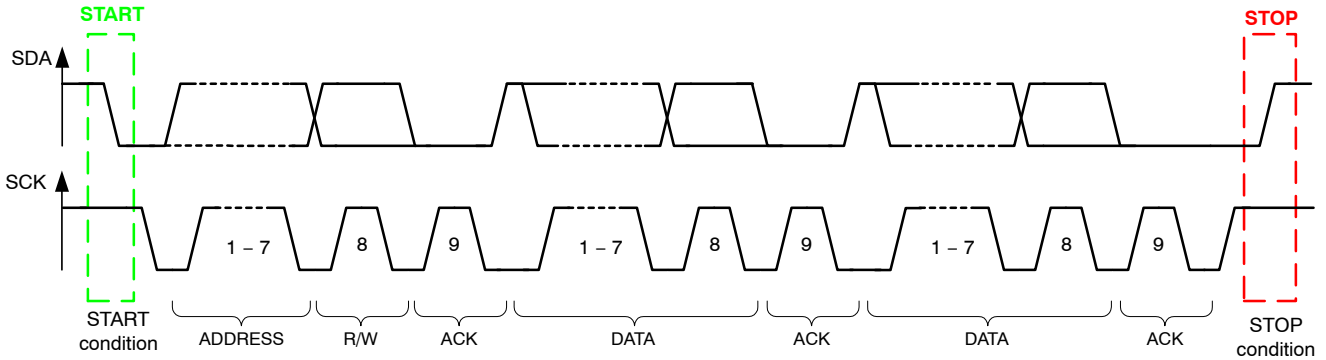 START
STOP
SDA
SCK
1 – 7
8
9
1 – 7
8
9
1 – 7
8
9
START
condition
ADDRESS
R/W
ACK
DATA
ACK
DATA
ACK
STOP
condition